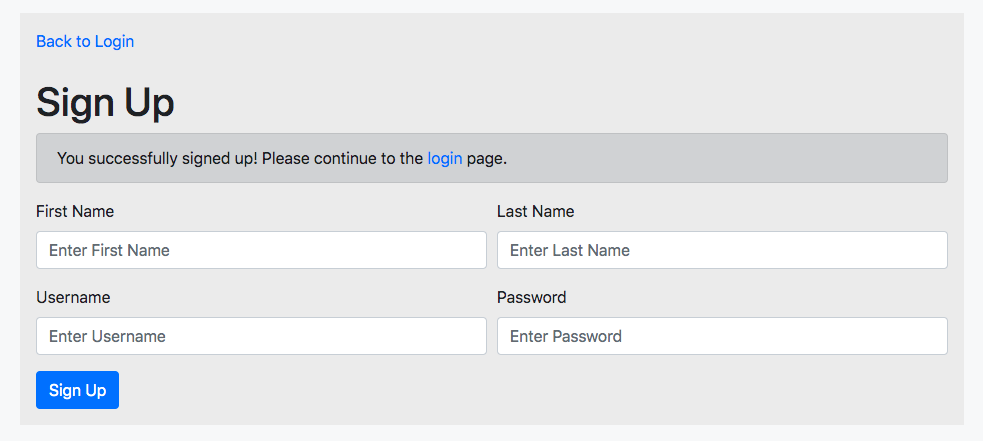 Back to Login
Sign Up
You successfully signed up! Please continue to the login page.
First Name
Last Name
Enter First Name
Enter Last Name
Username
Password
Enter Username
Enter Password
Sign Up